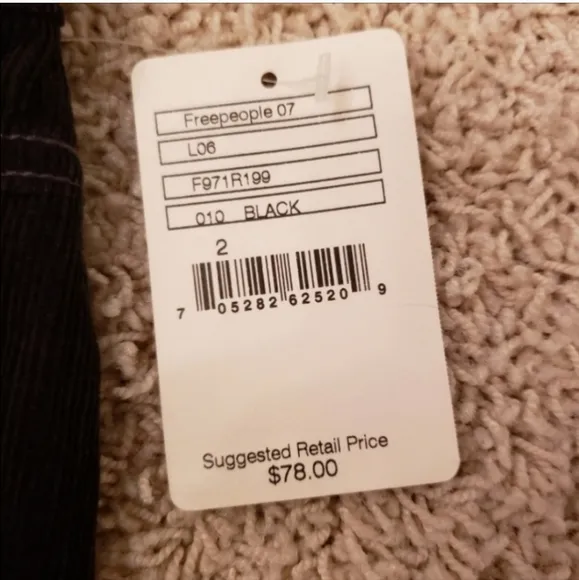 Freepeople 07
L06
F971R199
010 BLACK
2
7 05282 62520 9
Suggested Retail Price
$78.00